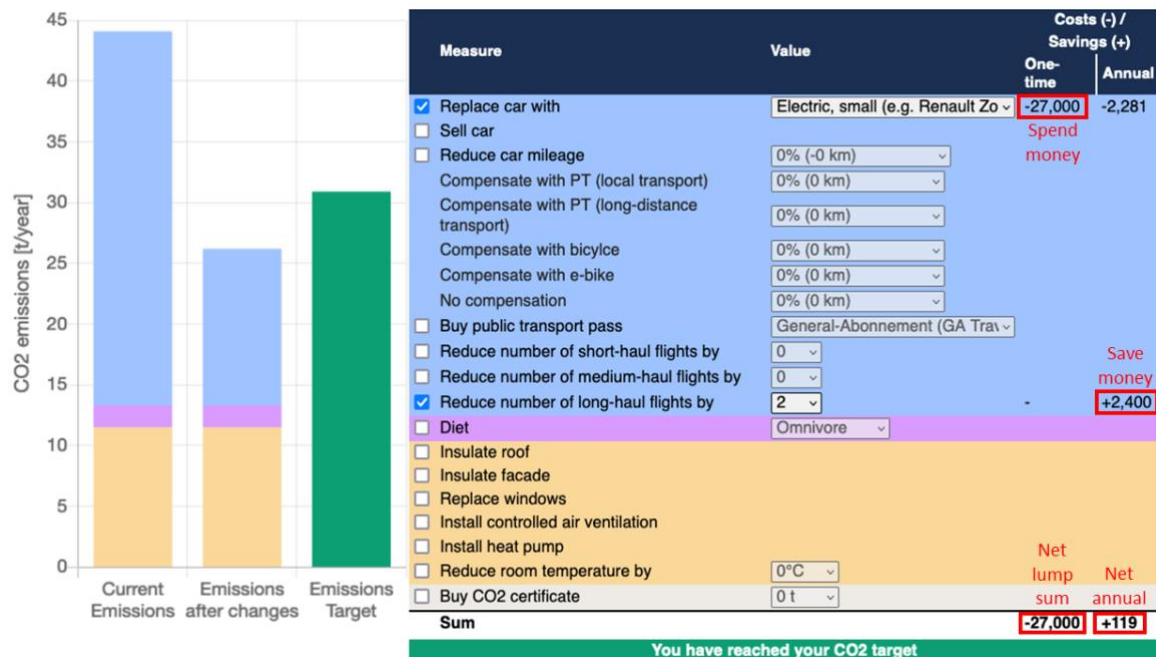 45
40
35
30
25
20
15
10
5
0
CO2 emissions [t/year]
Current Emissions
Emissions after changes
Emissions Target
Costs (-) / Savings (+)
Measure Value One-time Annual
Replace car with Electric, small (e.g. Renault Zo -27,000 -2,281
Sell car Spend
Reduce car mileage 0% (-0 km) money
Compensate with PT (local transport) 0% (0 km)
Compensate with PT (long-distance transport) 0% (0 km)
Compensate with bicylce 0% (0 km)
Compensate with e-bike 0% (0 km)
No compensation 0% (0 km)
Buy public transport pass General-Abonnement (GA Trav
Reduce number of short-haul flights by 0 Save
Reduce number of medium-haul flights by 0 money
Reduce number of long-haul flights by 2 - +2,400
Diet Omnivore
Insulate roof
Insulate facade
Replace windows
Install controlled air ventilation
Install heat pump Net
Reduce room temperature by 0°C lump Net
Buy CO2 certificate 0 t sum annual
Sum -27,000 +119
You have reached your CO2 target